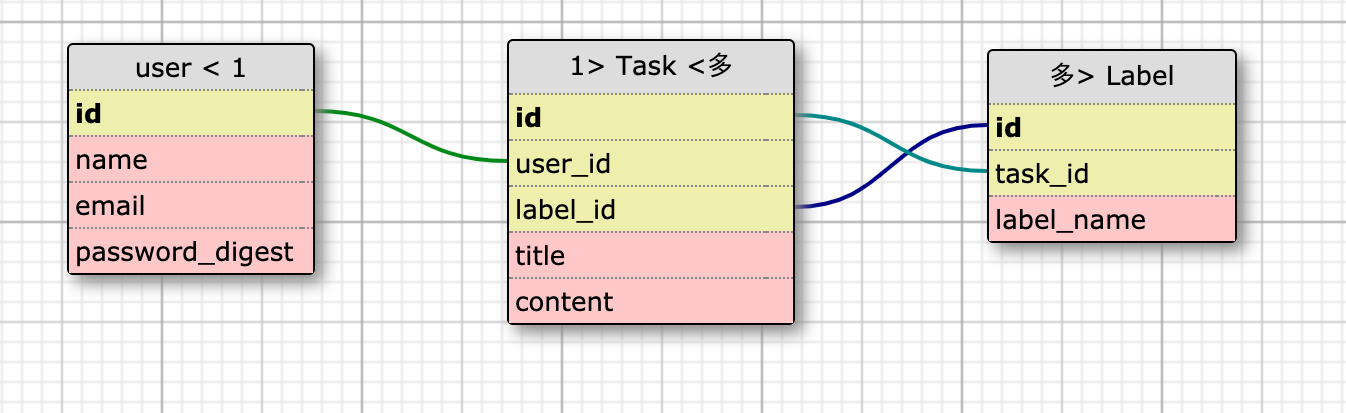 user < 1
id
name
email
password_digest
1> Task <多
id
user_id
label_id
title
content
多> Label
id
task_id
label_name